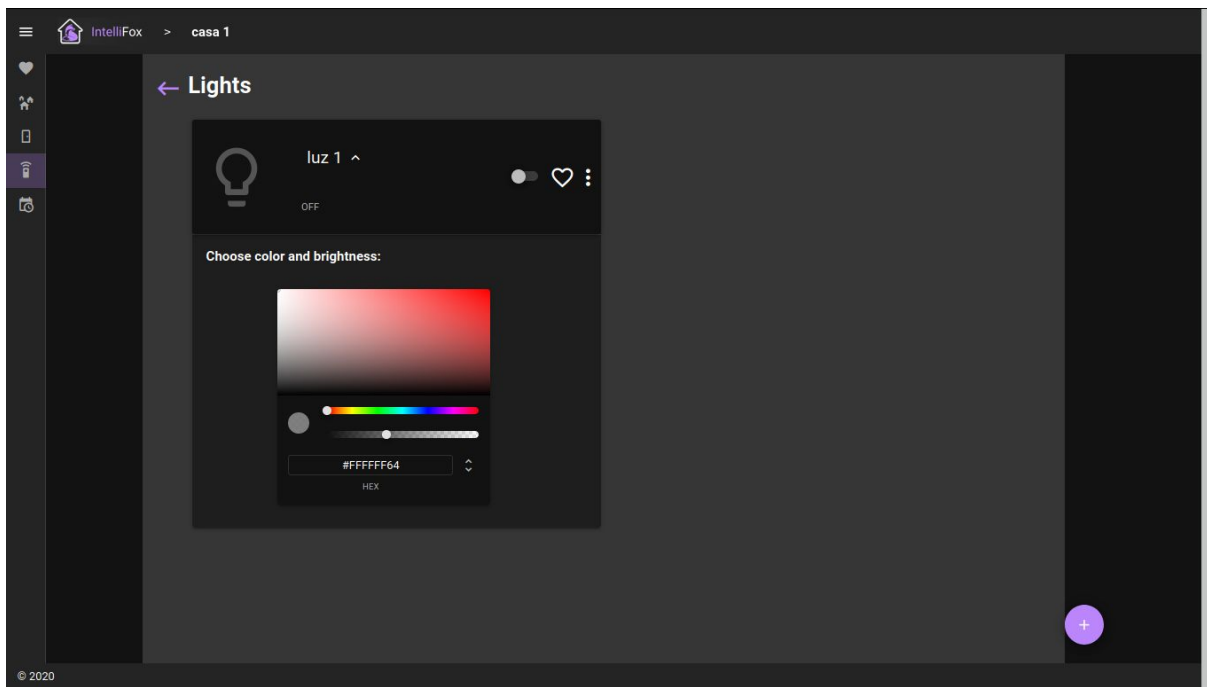 IntelliFox > casa 1
Lights
luz 1
OFF
Choose color and brightness:
#FFFFFF64
HEX
© 2020